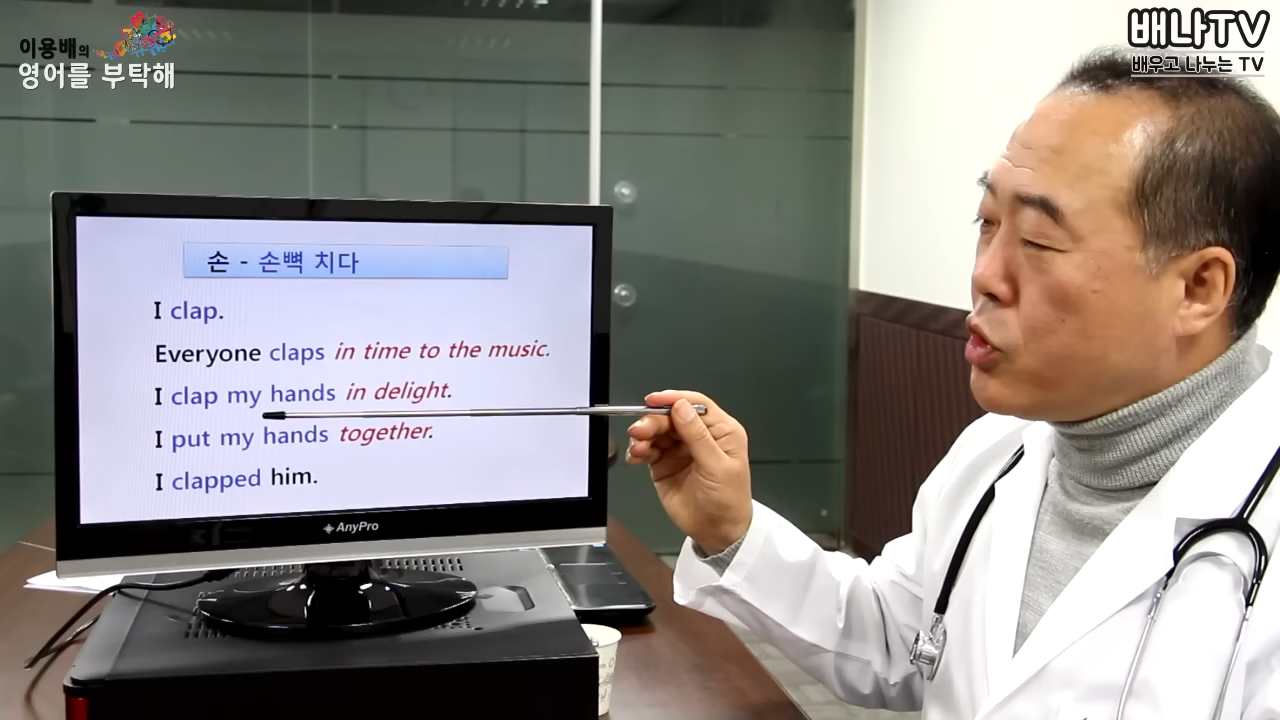 이용배의
영어를 부탁해
배나TV
배우고 나누는 TV
손 - 손뼉 치다
I clap.
Everyone claps in time to the music.
I clap my hands in delight.
I put my hands together.
I clapped him.
AnyPro